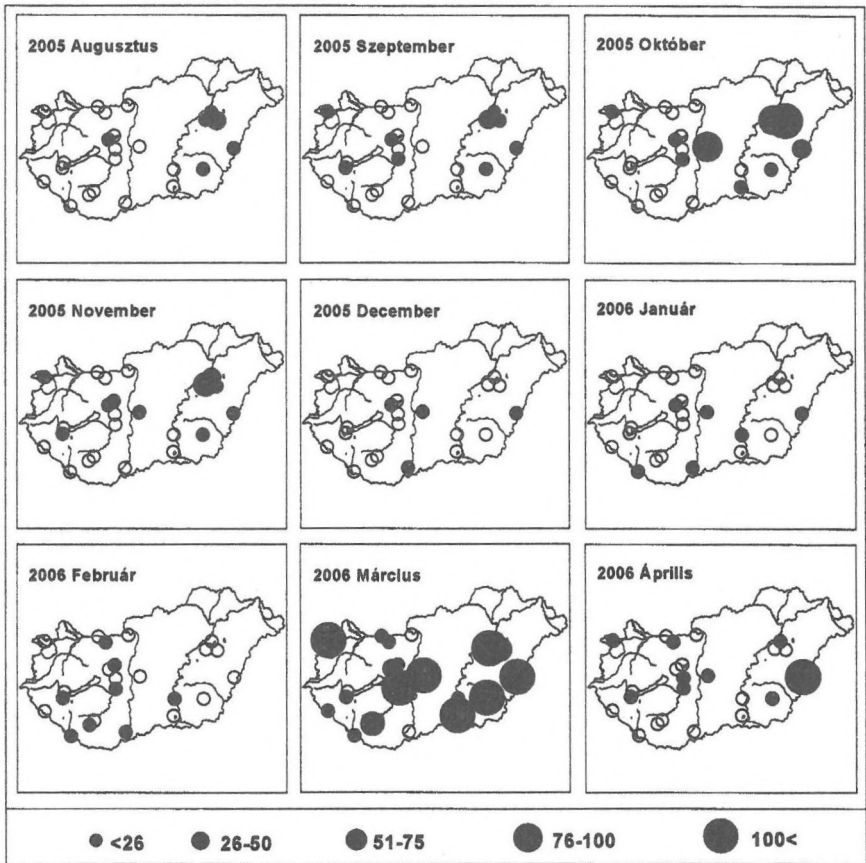 2005 Augusztus
2005 Szeptember
2005 Október
2005 November
2005 December
2006 Január
2006 Február
2006 Március
2006 Április
<26
26-50
51-75
76-100
100<